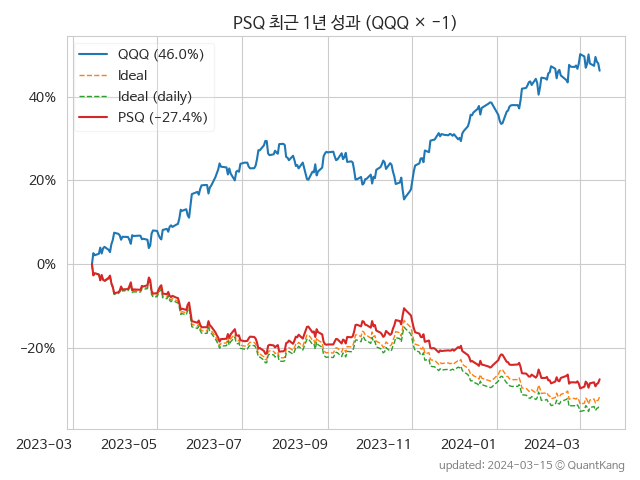 PSQ 최근 1년 성과 (QQQ × -1)
QQQ (46.0%)
Ideal
Ideal (daily)
PSQ (-27.4%)
40%
20%
0%
-20%
2023-03 2023-05 2023-07 2023-09 2023-11 2024-01 2024-03
updated: 2024-03-15 © QuantKang